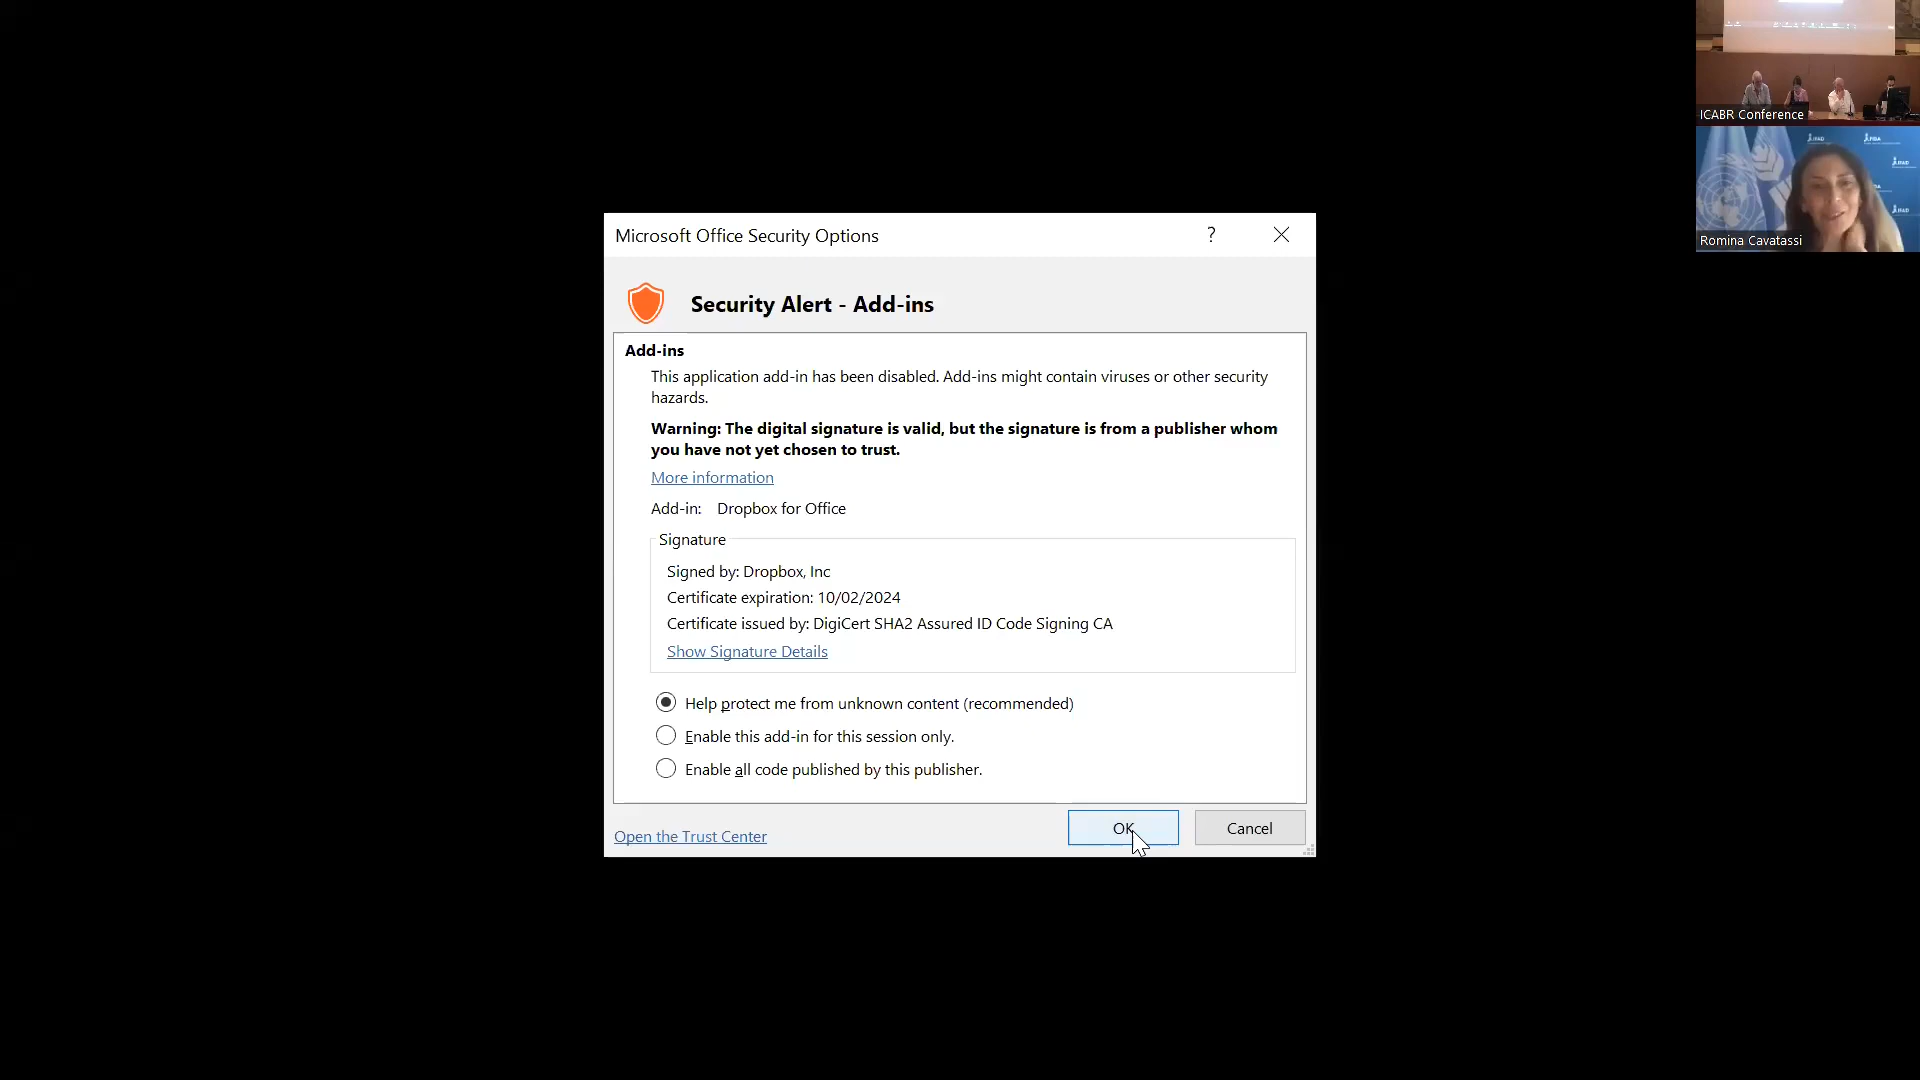 Microsoft Office Security Options
?
Security Alert - Add-ins
Add-ins
This application add-in has been disabled. Add-ins might contain viruses or other security
hazards.
Warning: The digital signature is valid, but the signature is from a publisher whom
you have not yet chosen to trust.
More information
Add-in: Dropbox for Office
Signature
Signed by: Dropbox, Inc
Certificate expiration: 10/02/2024
Certificate issued by: DigiCert SHA2 Assured ID Code Signing CA
Show Signature Details
Help protect me from unknown content (recommended)
Enable this add-in for this session only.
Enable all code published by this publisher.
Open the Trust Center
OK
Cancel
ICABR Conference
Romina Cavatassi